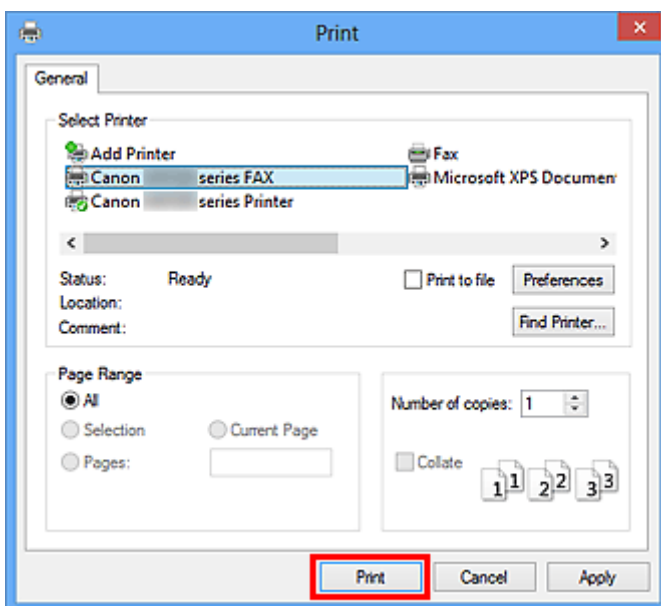 Print
General
Select Printer
Add Printer
Fax
Canon series FAX
Microsoft XPS Documen
Canon series Printer
Status: Ready
Print to file
Preferences
Location:
Comment:
Find Printer...
Page Range
All
Selection
Current Page
Pages:
Number of copies: 1
Collate
1 1 2 2 3 3
Print
Cancel
Apply